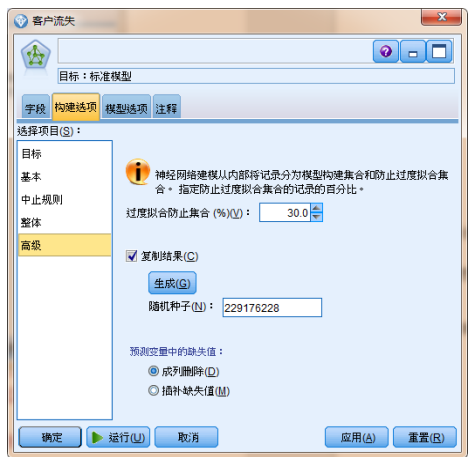 客户流失
目标：标准模型
字段 构建选项 模型选项 注释
选择项目(S)：
目标
基本
中止规则
整体
高级
神经网络建模从内部将记录分为模型构建集合和防止过度拟合集
合。指定防止过度拟合集合的记录的百分比。
过度拟合防止集合 (%)(V)： 30.0
复制结果(C)
生成(G)
随机种子(N)： 229176228
预测变量中的缺失值：
成列删除(D)
插补缺失值(M)
确定 运行(U) 取消 应用(A) 重置(R)